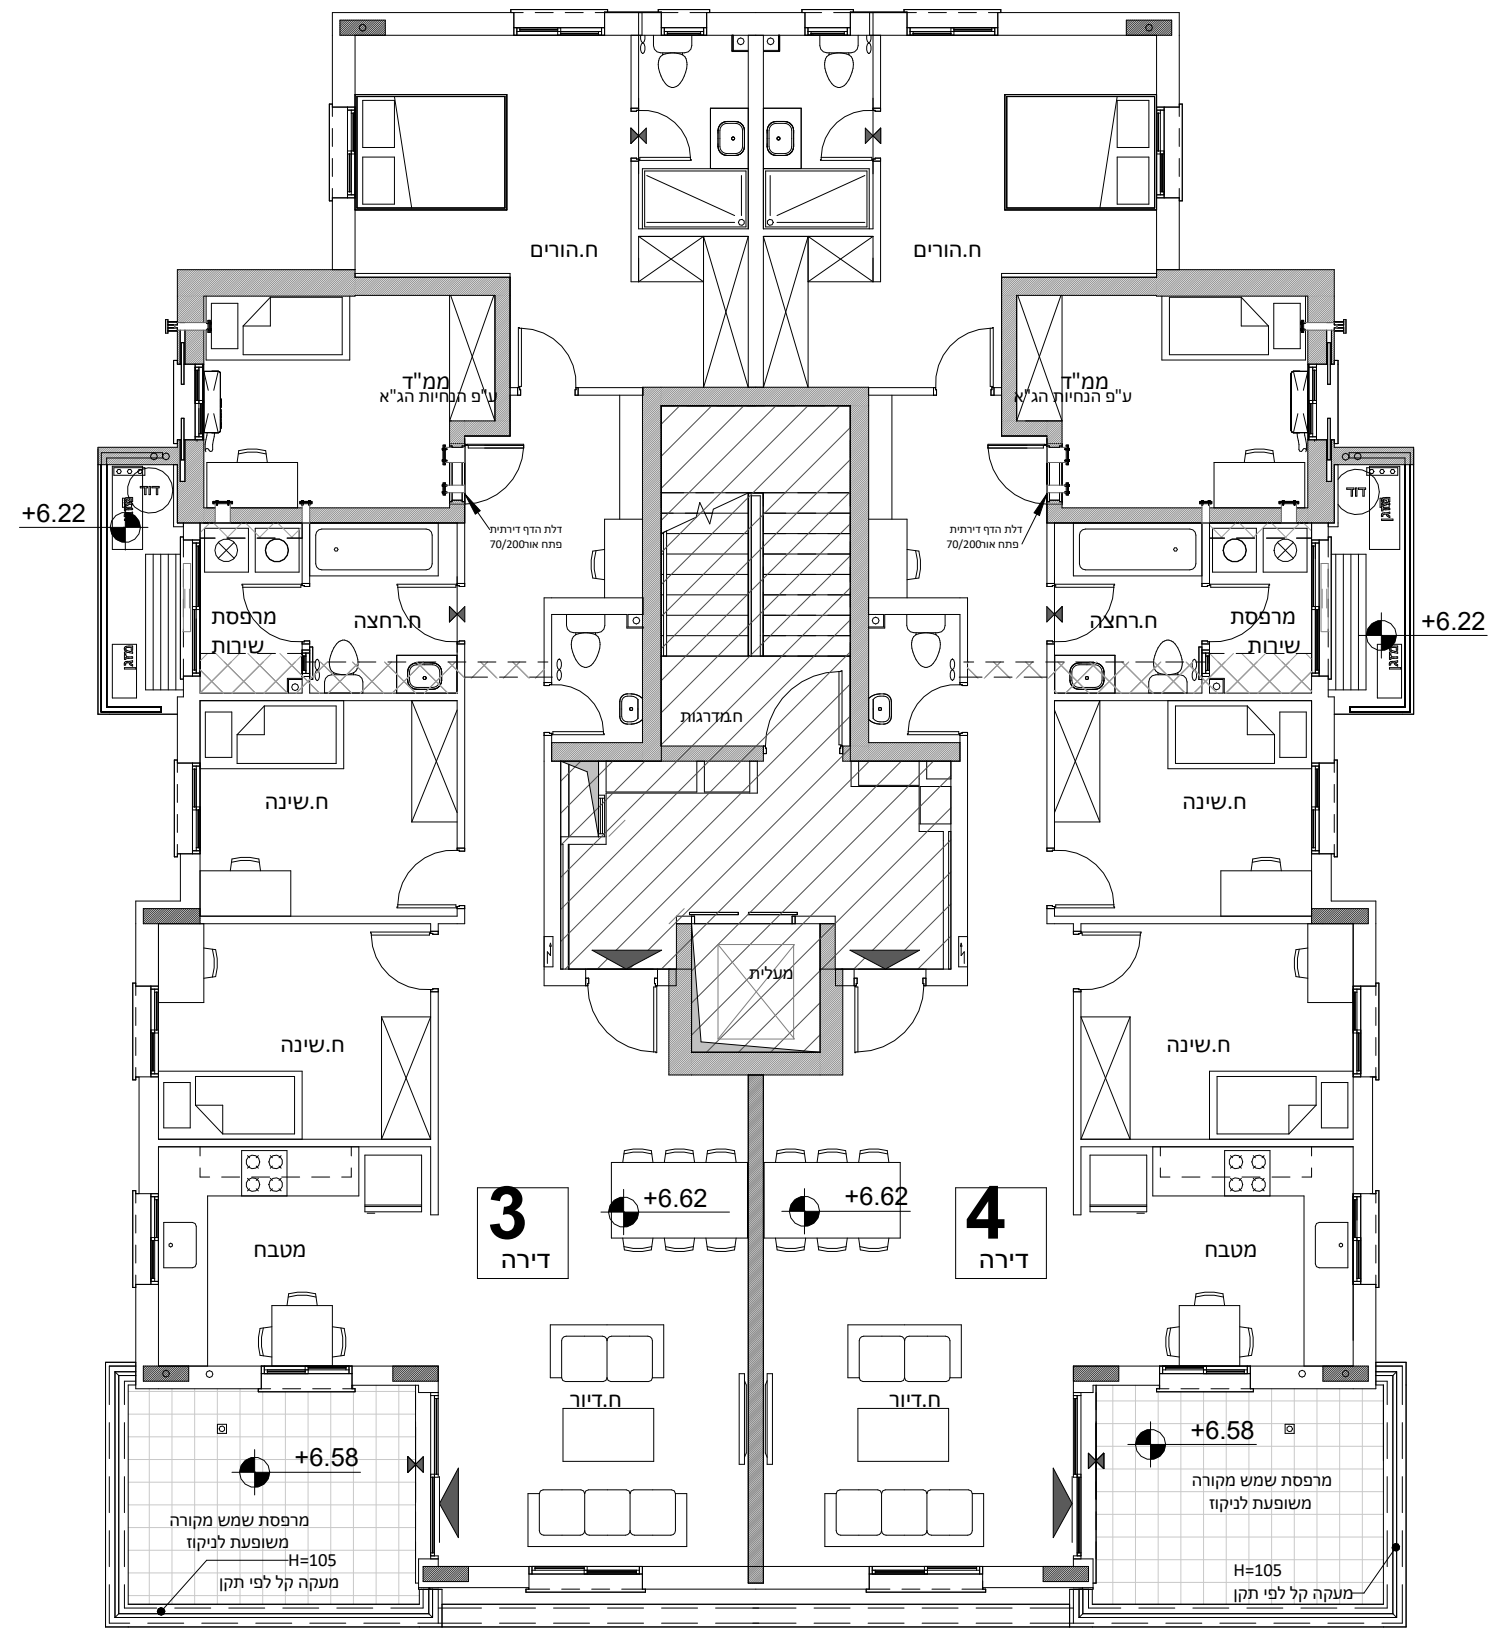 ח.הורים
ח.הורים
ממ"ד
ע"פ הנחיות הג"א
ממ"ד
ע"פ הנחיות הג"א
דוד
מזגן
+6.22
דלת הדף דירתית
פתח אור70/200
דלת הדף דירתית
פתח אור70/200
דוד
מזגן
מרפסת
שירות
ח.רחצה
ח.רחצה
מרפסת
שירות
+6.22
מזגן
מזגן
ח.מדרגות
ח.שינה
ח.שינה
מעלית
ח.שינה
ח.שינה
3
דירה
+6.62
+6.62
4
דירה
מטבח
מטבח
ח.דיור
ח.דיור
+6.58
מרפסת שמש מקורה
משופעת לניקוז
H=105
מעקה קל לפי תקן
+6.58
מרפסת שמש מקורה
משופעת לניקוז
H=105
מעקה קל לפי תקן